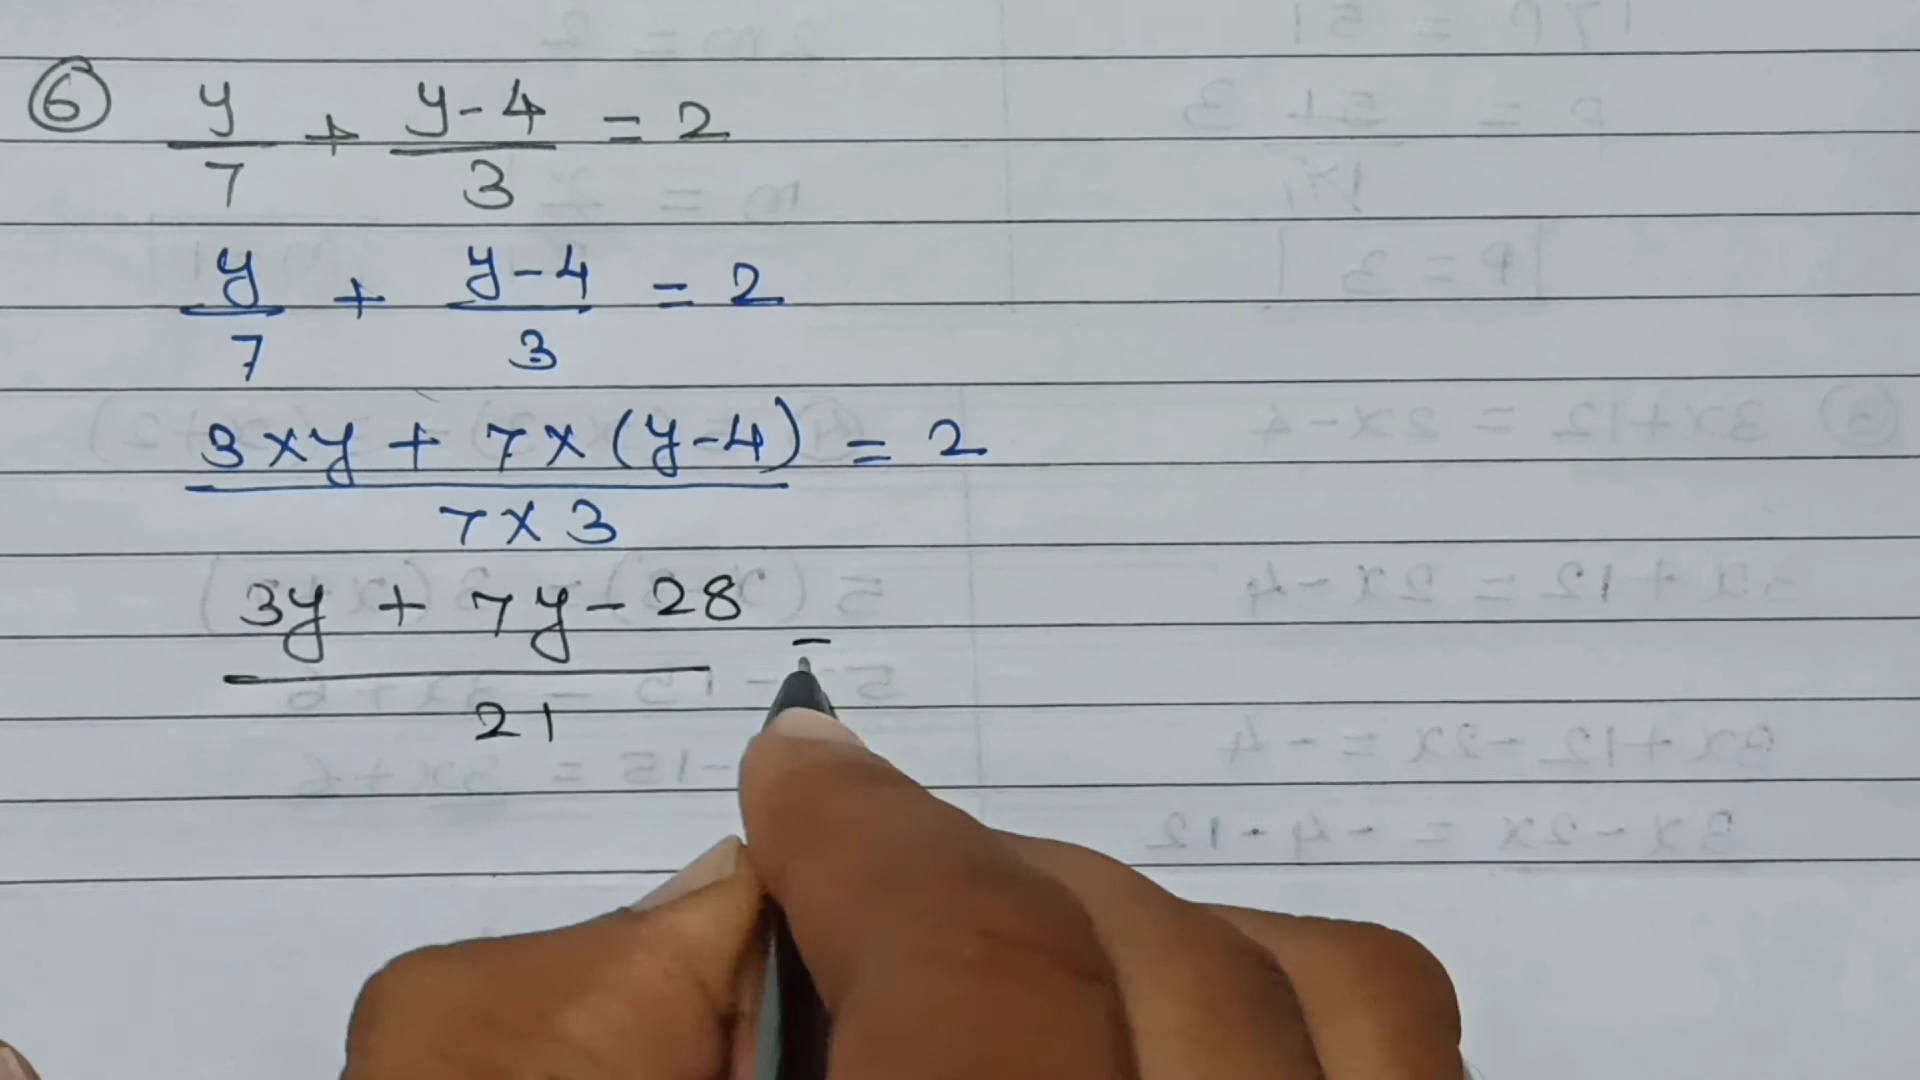 ⑥ y/7 + y-4/3 = 2
y/7 + y-4/3 = 2
3×y + 7×(y-4)/7×3 = 2
3y + 7y - 28/21 -